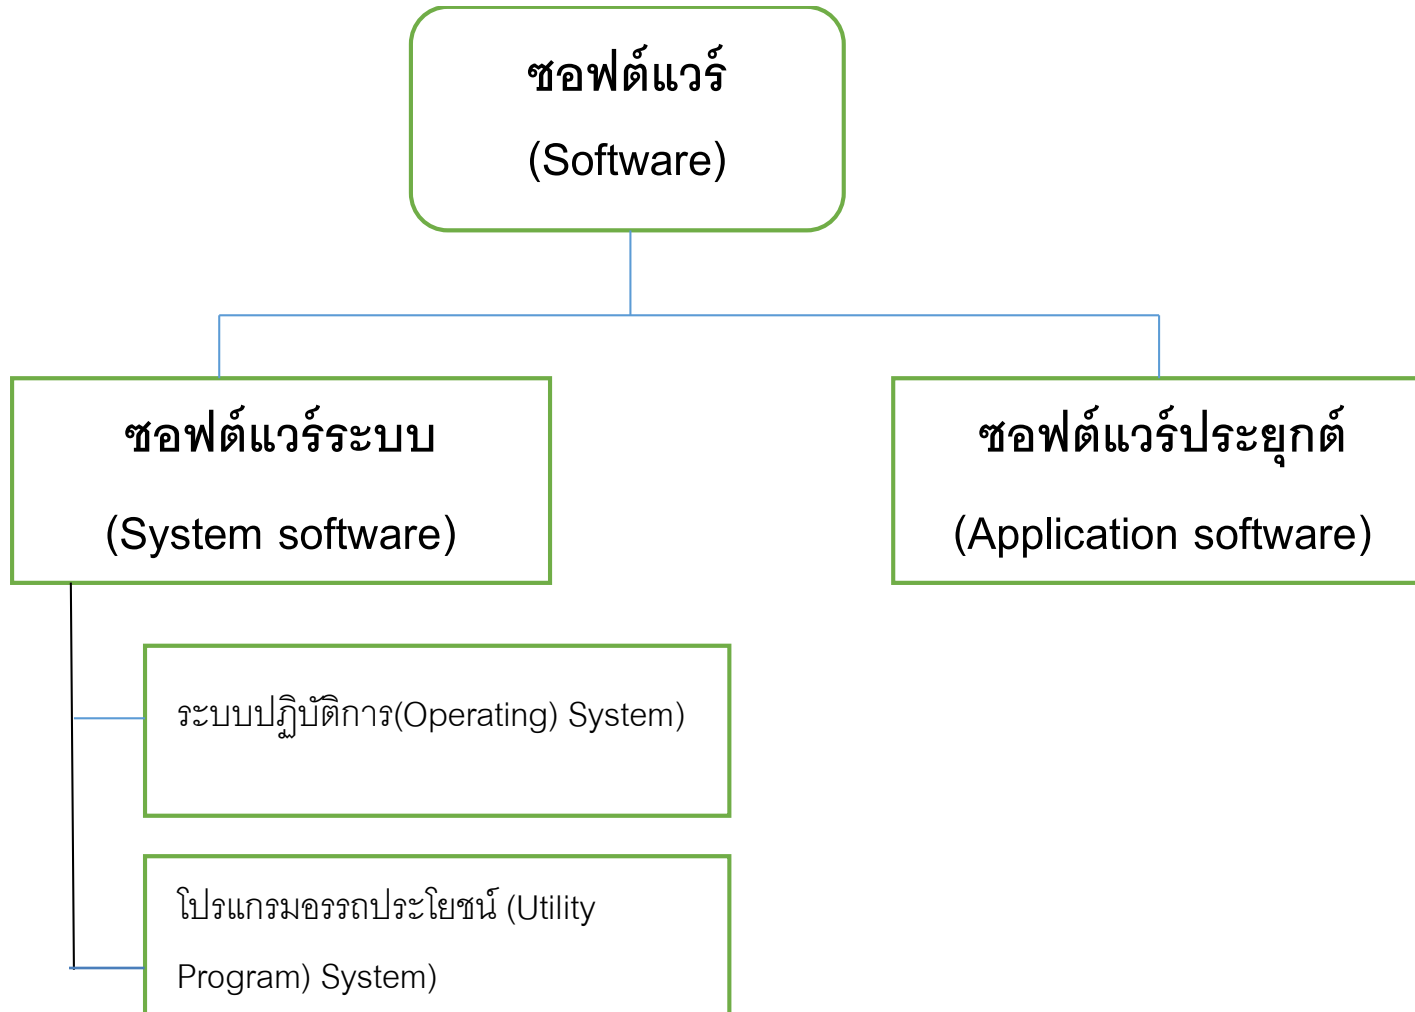 ซอฟต์แวร์
(Software)
ซอฟต์แวร์ระบบ
(System software)
ซอฟต์แวร์ประยุกต์
(Application software)
ระบบปฏิบัติการ(Operating) System)
โปรแกรมอรรถประโยชน์ (Utility
Program) System)